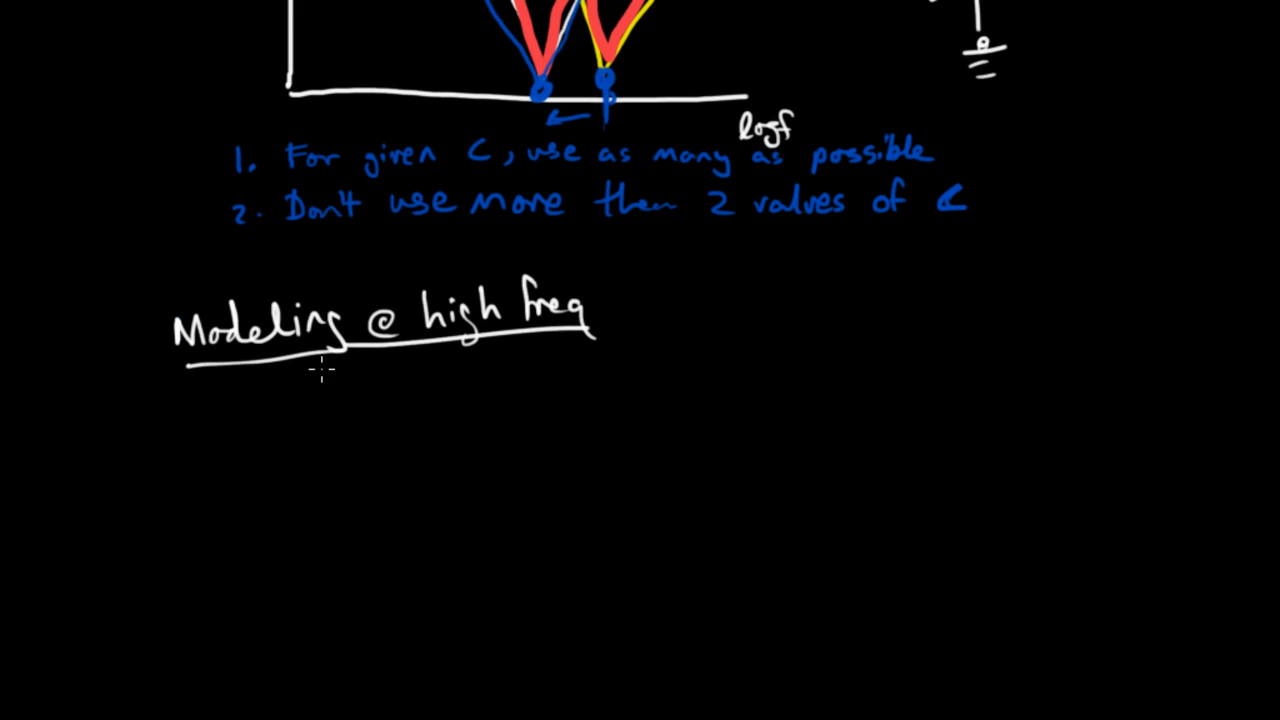 logf
1. For given C, use as many as possible
2. Don't use more then 2 values of C
Modeling @ high freq